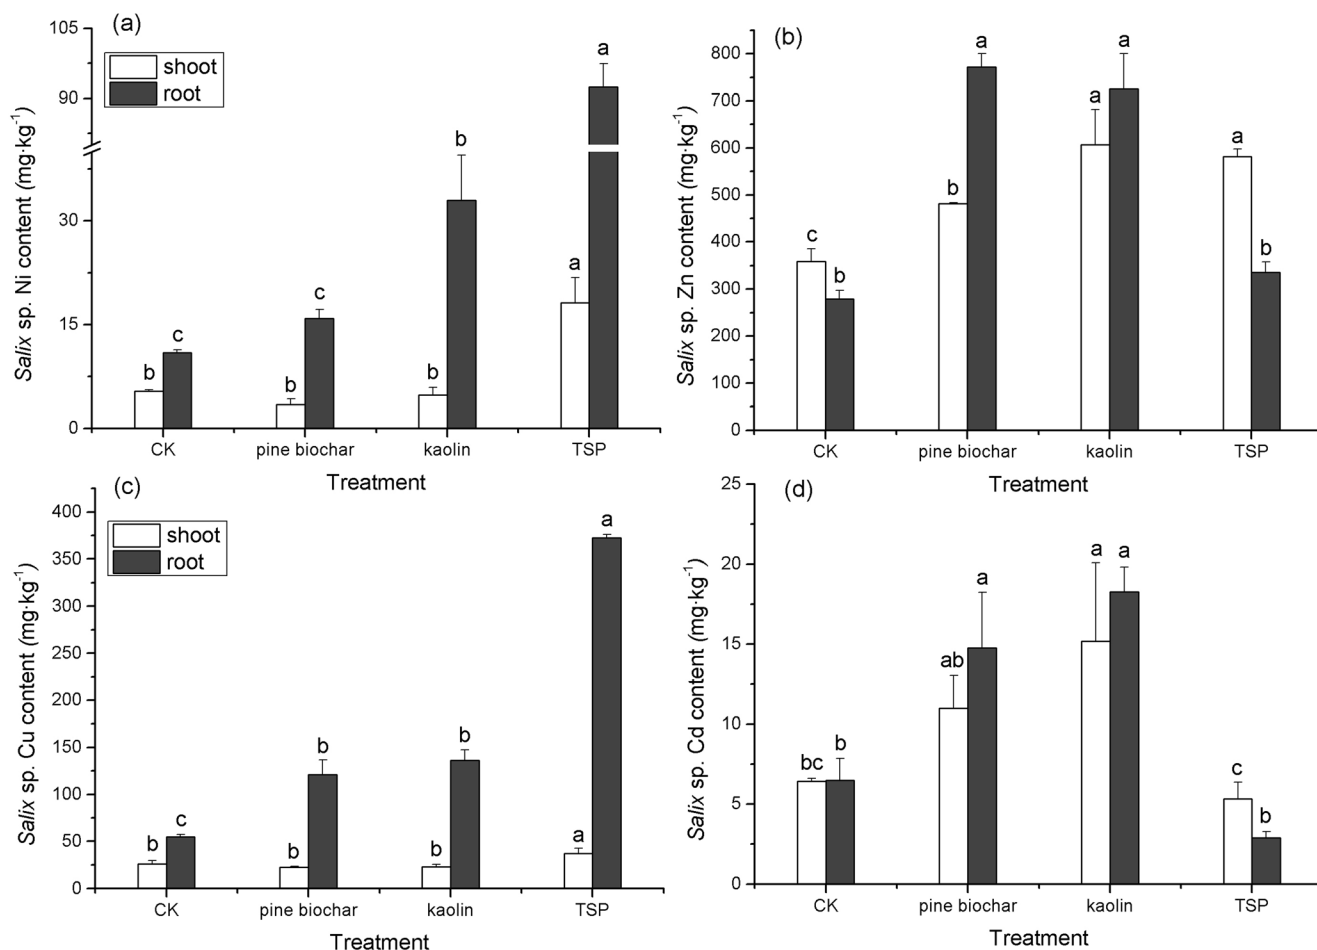 (a)
shoot
root
105
90
30
15
0
Salix sp. Ni content (mg·kg⁻¹)
b
c
b
c
b
b
a
a
CK
pine biochar
kaolin
TSP
Treatment
(b)
800
700
600
500
400
300
200
100
0
Salix sp. Zn content (mg·kg⁻¹)
c
b
b
a
a
a
a
b
CK
pine biochar
kaolin
TSP
Treatment
(c)
shoot
root
400
350
300
250
200
150
100
50
0
Salix sp. Cu content (mg·kg⁻¹)
b
c
b
b
b
b
a
a
CK
pine biochar
kaolin
TSP
Treatment
(d)
25
20
15
10
5
0
Salix sp. Cd content (mg·kg⁻¹)
bc
b
ab
a
a
a
c
b
CK
pine biochar
kaolin
TSP
Treatment